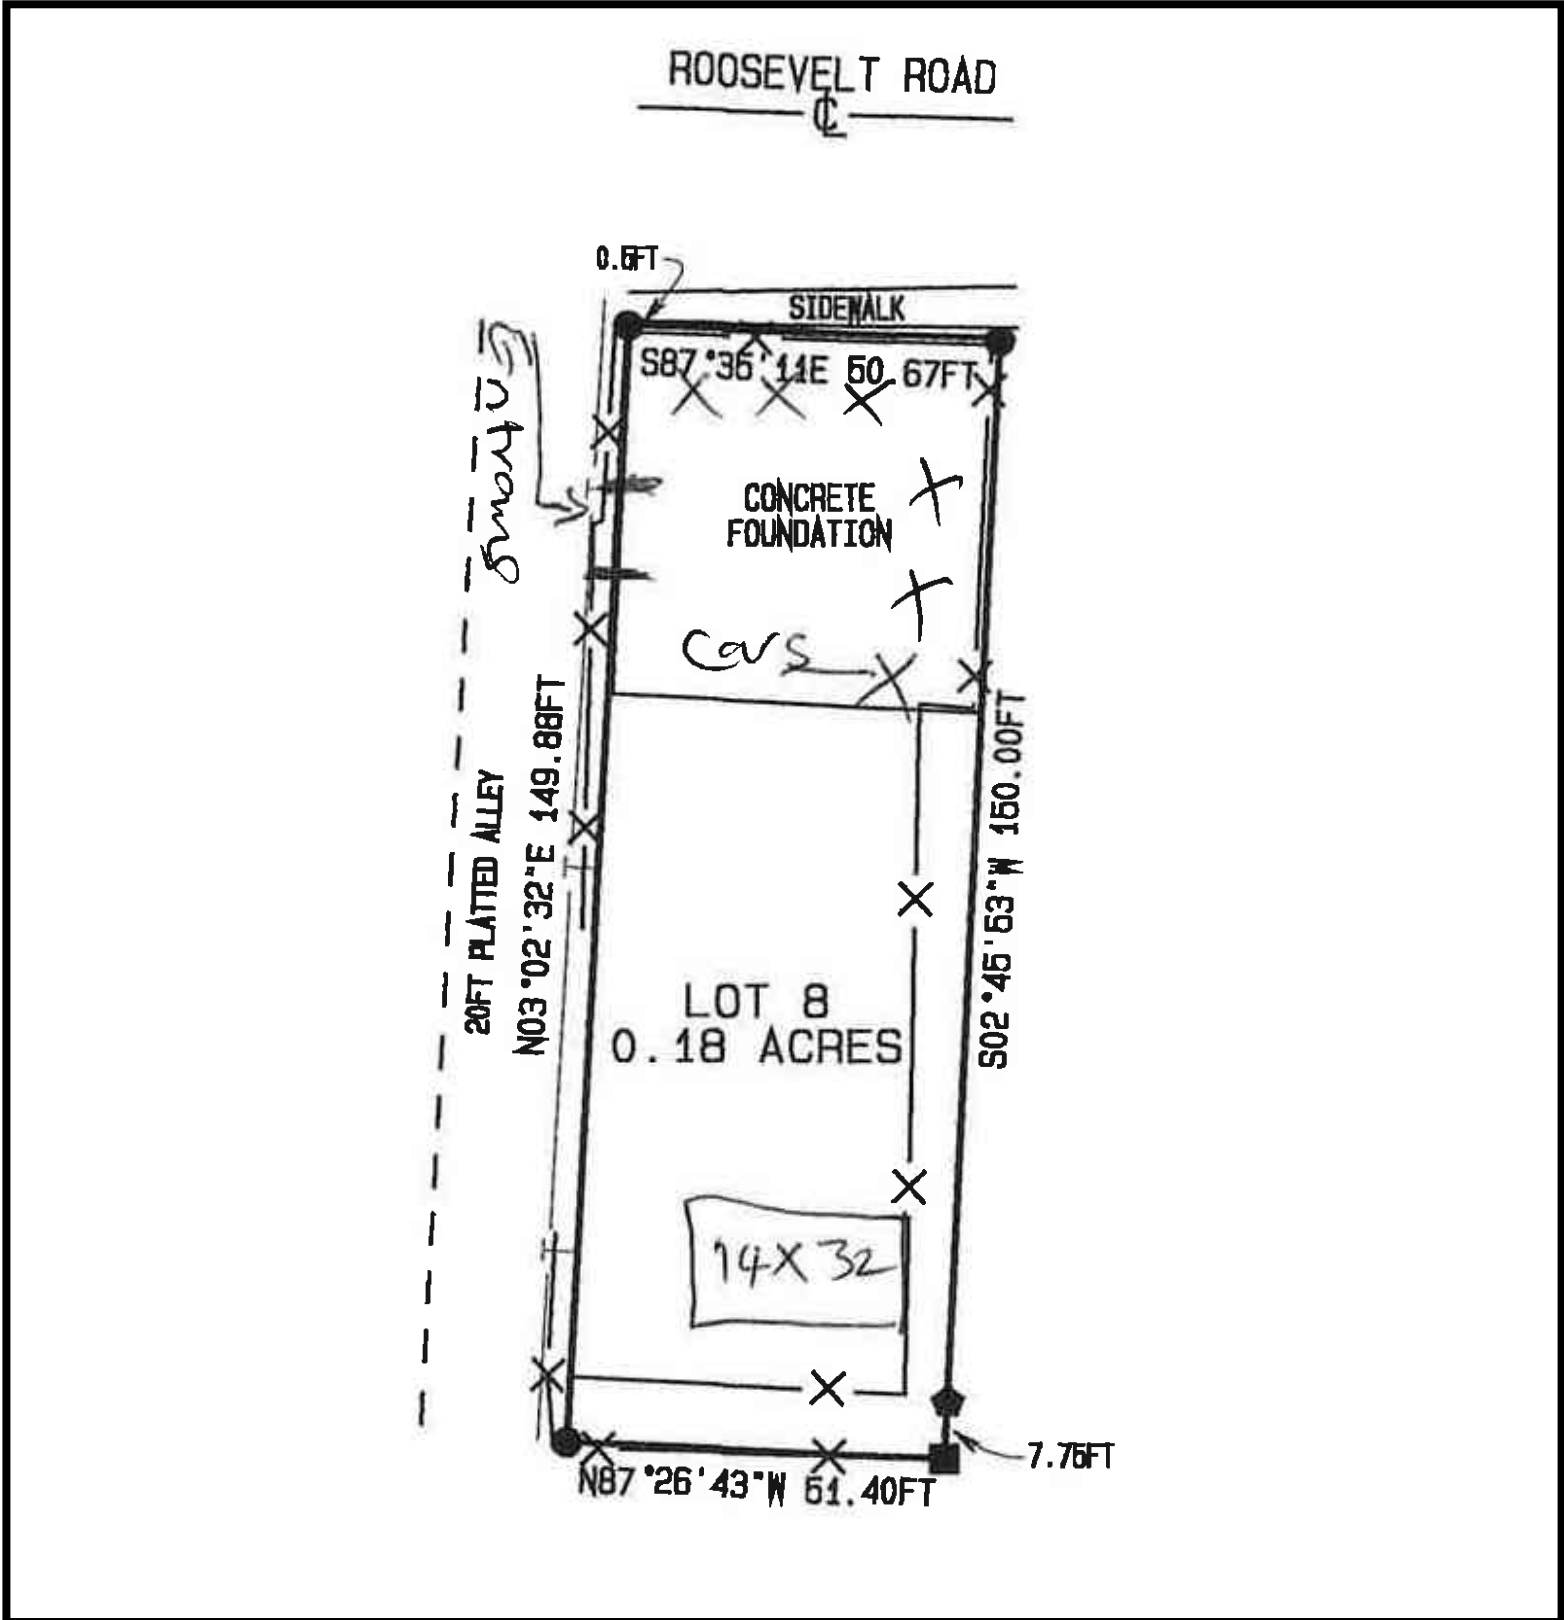 ROOSEVELT ROAD
CL
0.5FT
SIDEWALK
S87°36'11E 50.67FT
CONCRETE
FOUNDATION
Cars
20FT PLATTED ALLEY
N03°02'32"E 149.88FT
S02°45'53"W 150.00FT
LOT 8
0.18 ACRES
14X32
7.75FT
N87°26'43"W 51.40FT